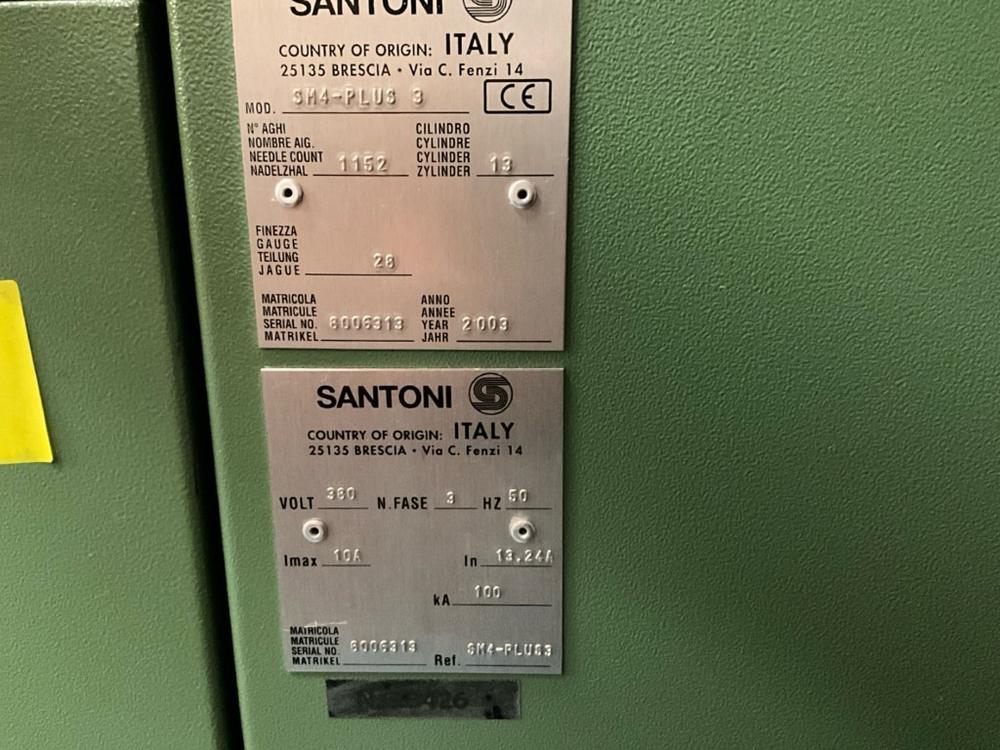 SANTONI
COUNTRY OF ORIGIN: ITALY
25135 BRESCIA • Via C. Fenzi 14
MOD. SM4-PLUS 3 CE
N° AGHI
NOMBRE AIG.
NEEDLE COUNT
NADELZHAL 1152
CILINDRO
CYLINDRE
CYLINDER
ZYLINDER 13
FINEZZA
GAUGE
TEILUNG
JAGUE 28
MATRICOLA
MATRICULE
SERIAL NO.
MATRIKEL 6006313
ANNO
ANNEE
YEAR
JAHR 2003
SANTONI
COUNTRY OF ORIGIN: ITALY
25135 BRESCIA • Via C. Fenzi 14
VOLT 380 N.FASE 3 HZ 50
Imax 10A In 13,24A
kA 100
MATRICOLA
MATRICULE
SERIAL NO.
MATRIKEL 6006313
Ref. SM4-PLUS3